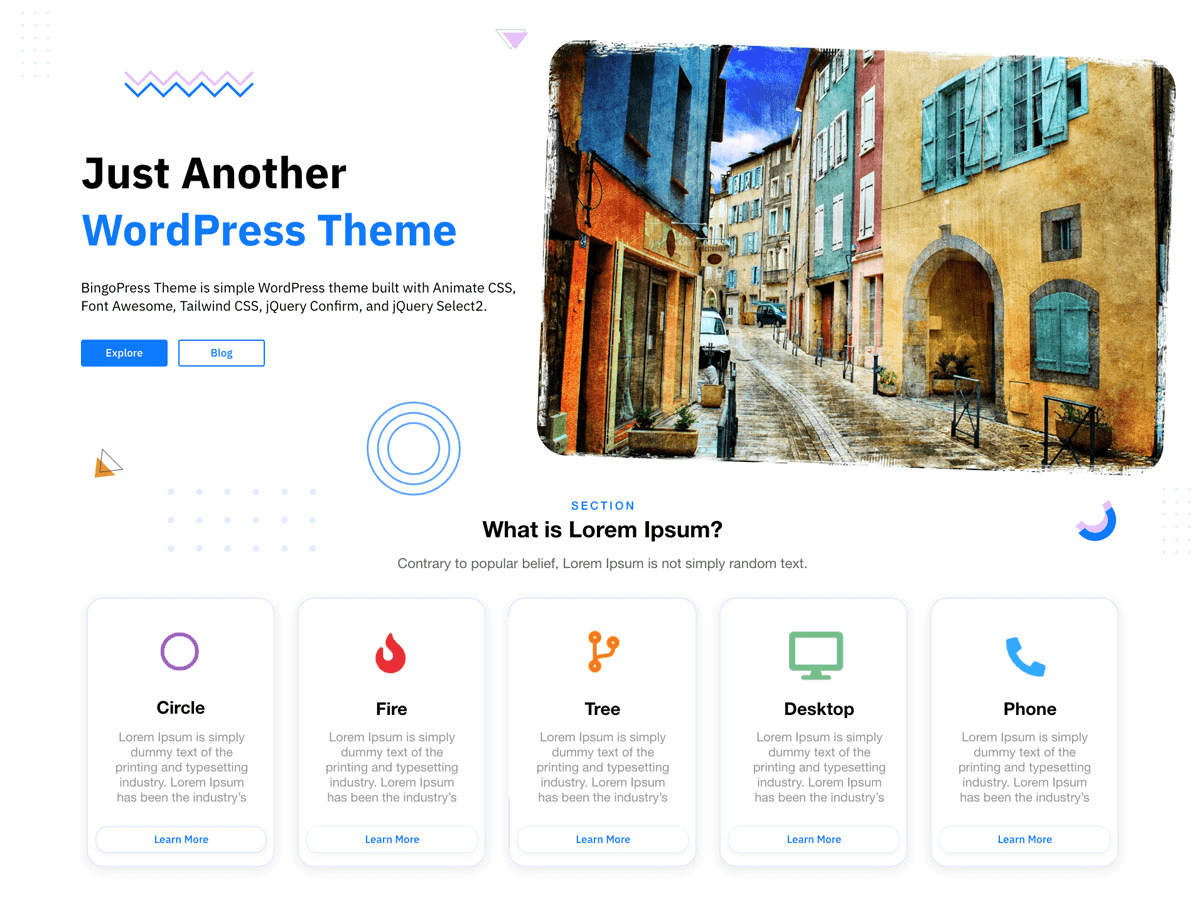 Just Another
WordPress Theme
BingoPress Theme is simple WordPress theme built with Animate CSS,
Font Awesome, Tailwind CSS, jQuery Confirm, and jQuery Select2.
Explore
Blog
SECTION
What is Lorem Ipsum?
Contrary to popular belief, Lorem Ipsum is not simply random text.
Circle
Lorem Ipsum is simply
dummy text of the
printing and typesetting
industry. Lorem Ipsum
has been the industry's
Learn More
Fire
Lorem Ipsum is simply
dummy text of the
printing and typesetting
industry. Lorem Ipsum
has been the industry's
Learn More
Tree
Lorem Ipsum is simply
dummy text of the
printing and typesetting
industry. Lorem Ipsum
has been the industry's
Learn More
Desktop
Lorem Ipsum is simply
dummy text of the
printing and typesetting
industry. Lorem Ipsum
has been the industry's
Learn More
Phone
Lorem Ipsum is simply
dummy text of the
printing and typesetting
industry. Lorem Ipsum
has been the industry's
Learn More